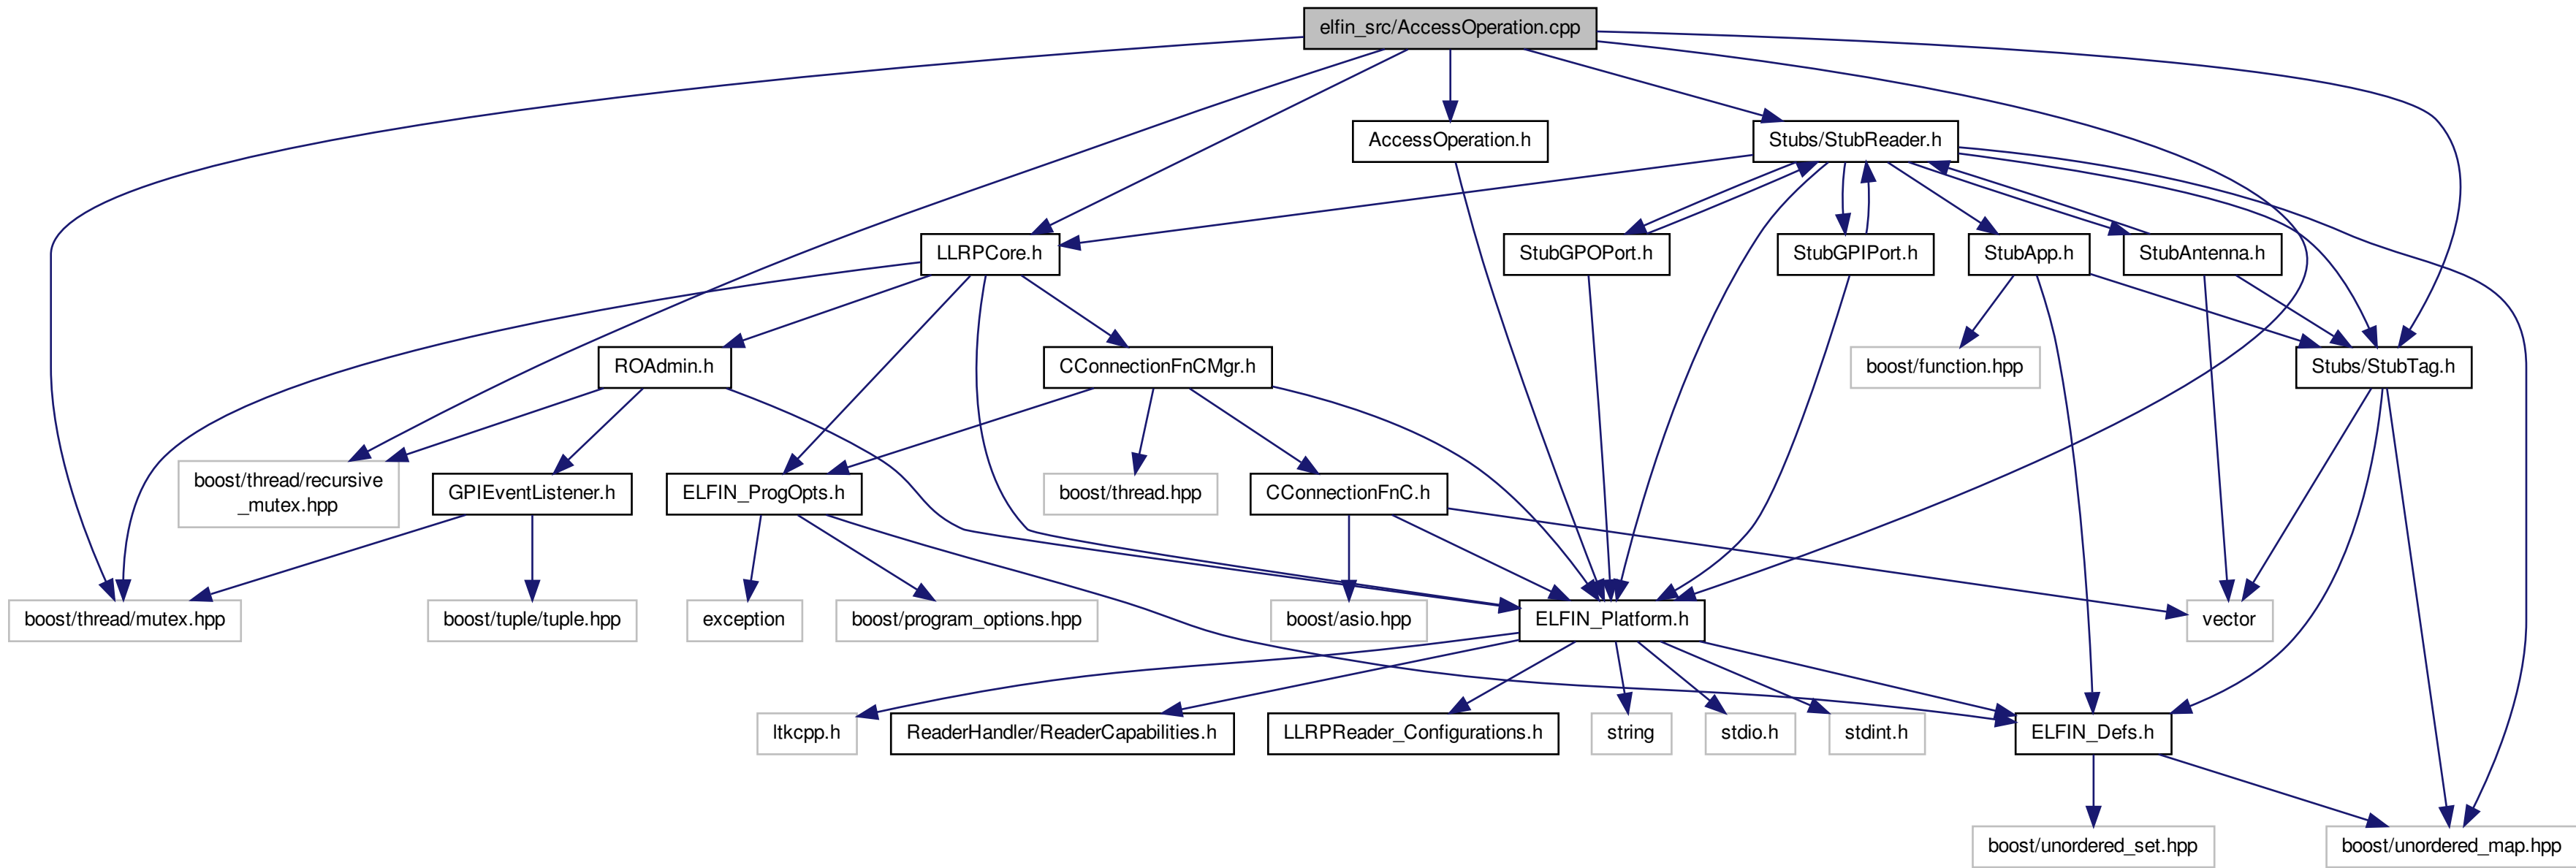 elfin_src/AccessOperation.cpp
AccessOperation.h
Stubs/StubReader.h
LLRPCore.h
StubGPOPort.h
StubGPIPort.h
StubApp.h
StubAntenna.h
ROAdmin.h
CConnectionFnCMgr.h
boost/function.hpp
Stubs/StubTag.h
boost/thread/recursive
_mutex.hpp
GPIEventListener.h
ELFIN_ProgOpts.h
boost/thread.hpp
CConnectionFnC.h
boost/thread/mutex.hpp
boost/tuple/tuple.hpp
exception
boost/program_options.hpp
boost/asio.hpp
ELFIN_Platform.h
vector
ltkcpp.h
ReaderHandler/ReaderCapabilities.h
LLRPReader_Configurations.h
string
stdio.h
stdint.h
ELFIN_Defs.h
boost/unordered_set.hpp
boost/unordered_map.hpp